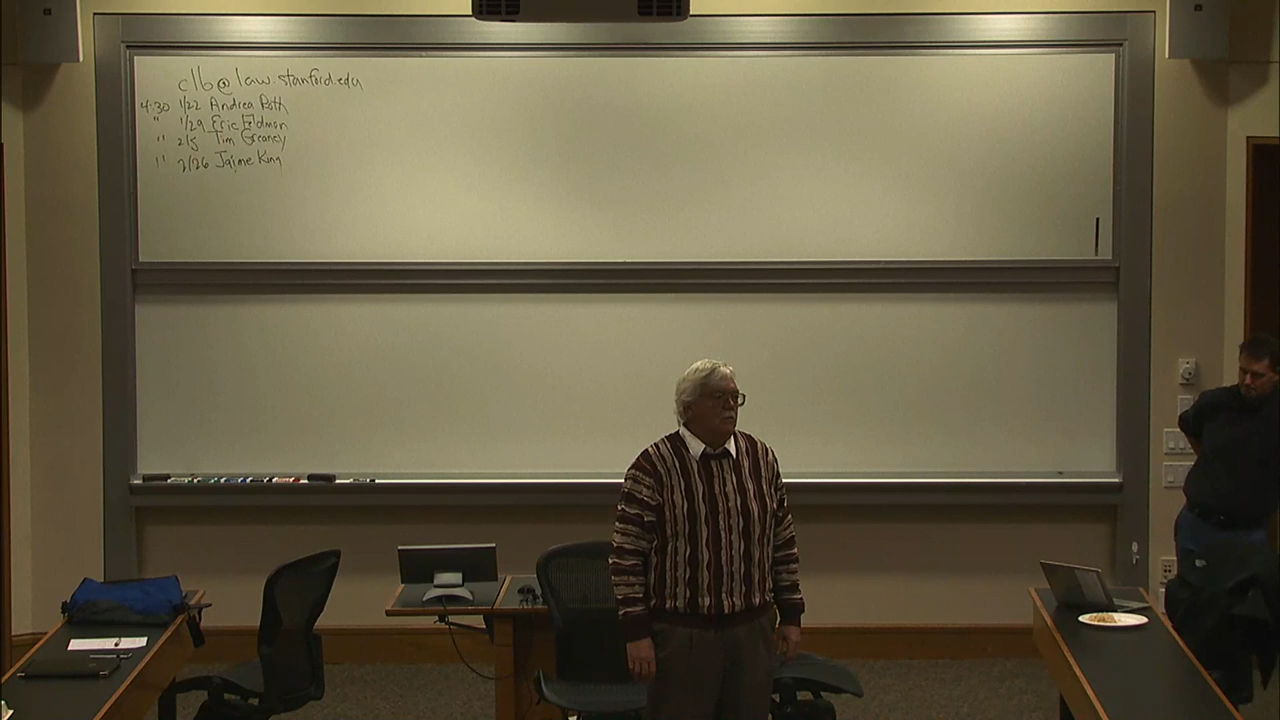 clb@law.stanford.edu
4:30 1/22 Andrea Roth
" 1/29 Eric Feldman
" 2/5 Tim Greaney
" 2/26 Jaime King